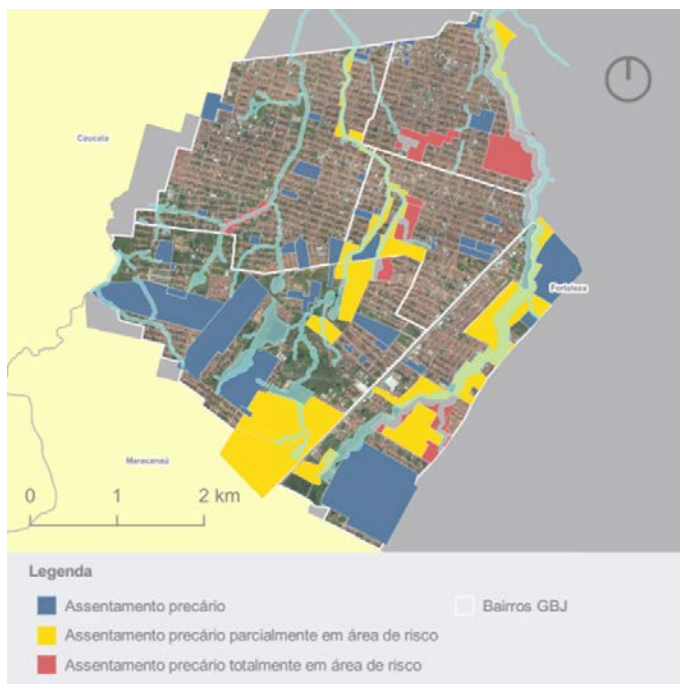 Caucaia
Fortaleza
Maracanaú
0 1 2 km
Legenda
Assentamento precário
Bairros GBJ
Assentamento precário parcialmente em área de risco
Assentamento precário totalmente em área de risco